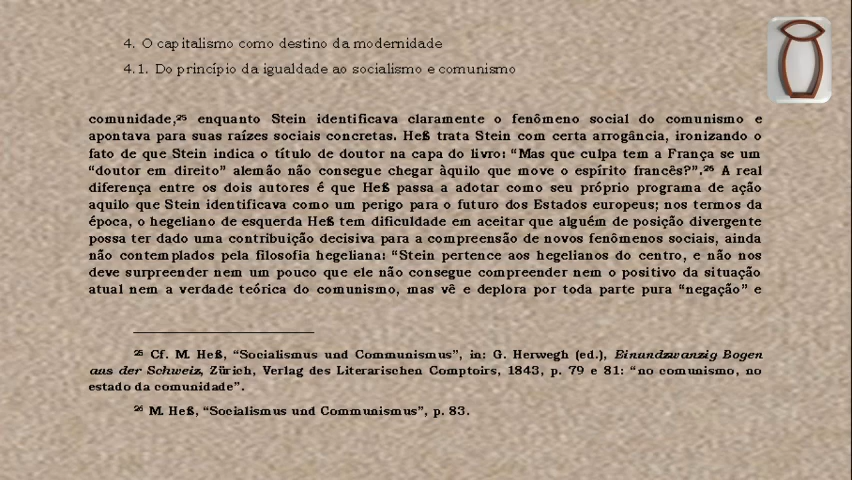 4. O capitalismo como destino da modernidade
4.1. Do princípio da igualdade ao socialismo e comunismo
comunidade,²⁵ enquanto Stein identificava claramente o fenômeno social do comunismo e
apontava para suas raízes sociais concretas. Heß trata Stein com certa arrogância, ironizando o
fato de que Stein indica o título de doutor na capa do livro: “Mas que culpa tem a França se um
“doutor em direito” alemão não consegue chegar àquilo que move o espírito francês?”.²⁶ A real
diferença entre os dois autores é que Heß passa a adotar como seu próprio programa de ação
aquilo que Stein identificava como um perigo para o futuro dos Estados europeus; nos termos da
época, o hegeliano de esquerda Heß tem dificuldade em aceitar que alguém de posição divergente
possa ter dado uma contribuição decisiva para a compreensão de novos fenômenos sociais, ainda
não contemplados pela filosofia hegeliana: “Stein pertence aos hegelianos do centro, e não nos
deve surpreender nem um pouco que ele não consegue compreender nem o positivo da situação
atual nem a verdade teórica do comunismo, mas vê e deplora por toda parte pura “negação” e
²⁵ Cf. M. Heß, “Socialismus und Communismus”, in: G. Herwegh (ed.), Einundzwanzig Bogen
aus der Schweiz, Zürich, Verlag des Literarischen Comptoirs, 1843, p. 79 e 81: “no comunismo, no
estado da comunidade”.
²⁶ M. Heß, “Socialismus und Communismus”, p. 83.